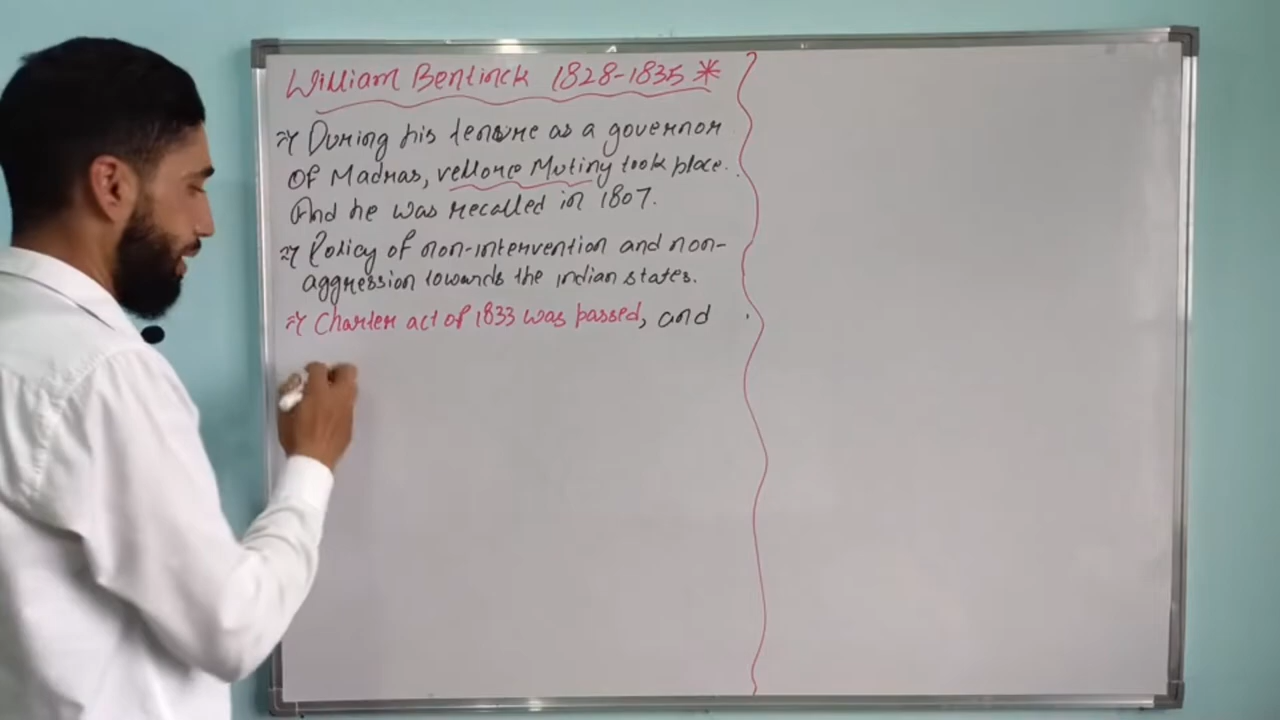 William Bentinck 1828-1835 *
⇒ During his tenure as a governor
of Madras, vellore Mutiny took place.
And he was recalled in 1807.
⇒ Policy of non-intervention and non-
aggression towards the indian states.
⇒ Charter act of 1833 was passed, and